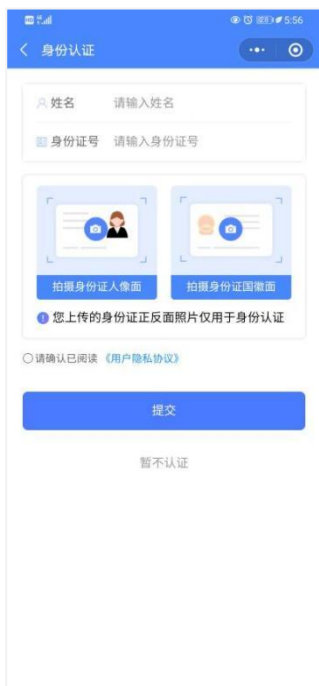 5:56
身份认证
姓名 请输入姓名
身份证号 请输入身份证号
拍摄身份证人像面 拍摄身份证国徽面
您上传的身份证正反面照片仅用于身份认证
请确认已阅读《用户隐私协议》
提交
暂不认证